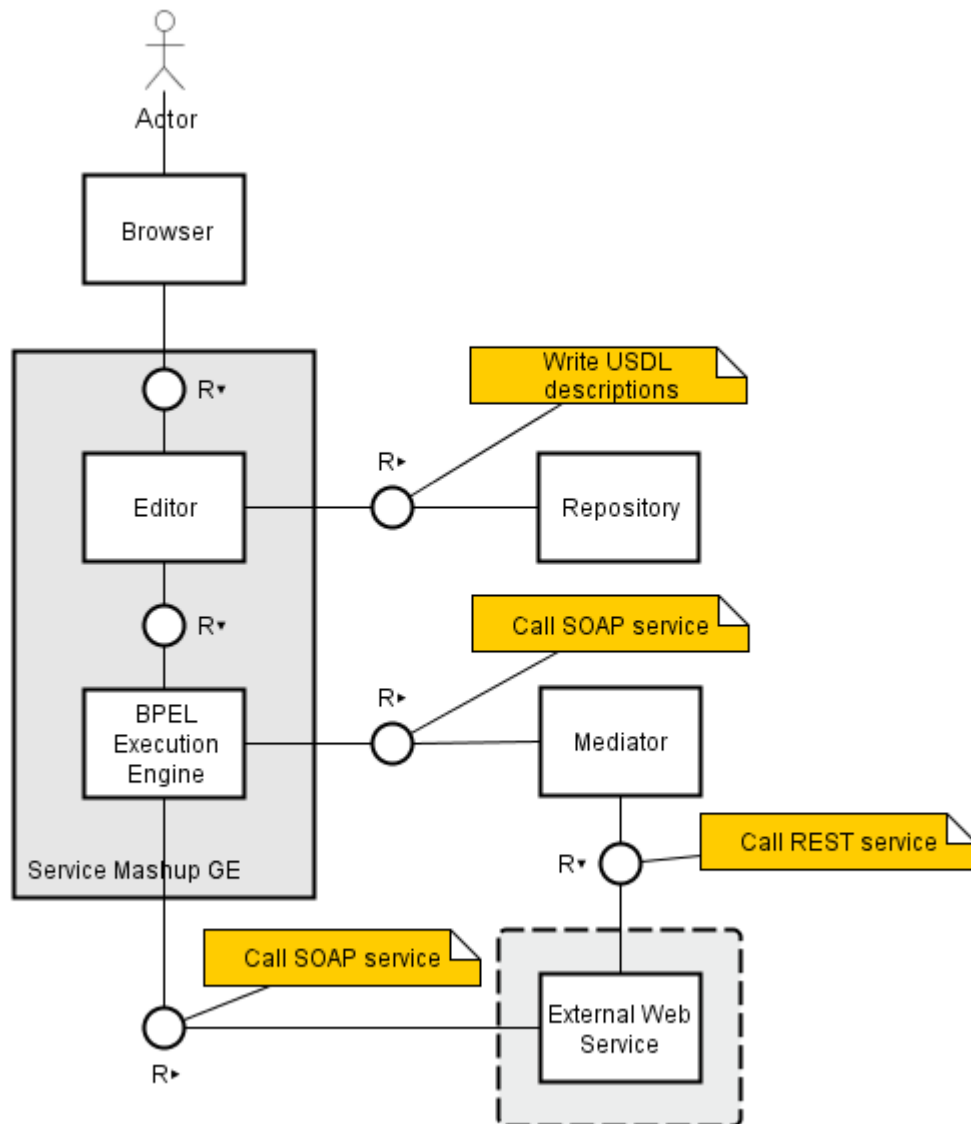 Actor
Browser
R▾
Write USDL
descriptions
R▸
Editor
Repository
R▾
Call SOAP service
R▸
BPEL
Execution
Engine
Mediator
Call REST service
R▾
Service Mashup GE
Call SOAP service
External Web
Service
R▸